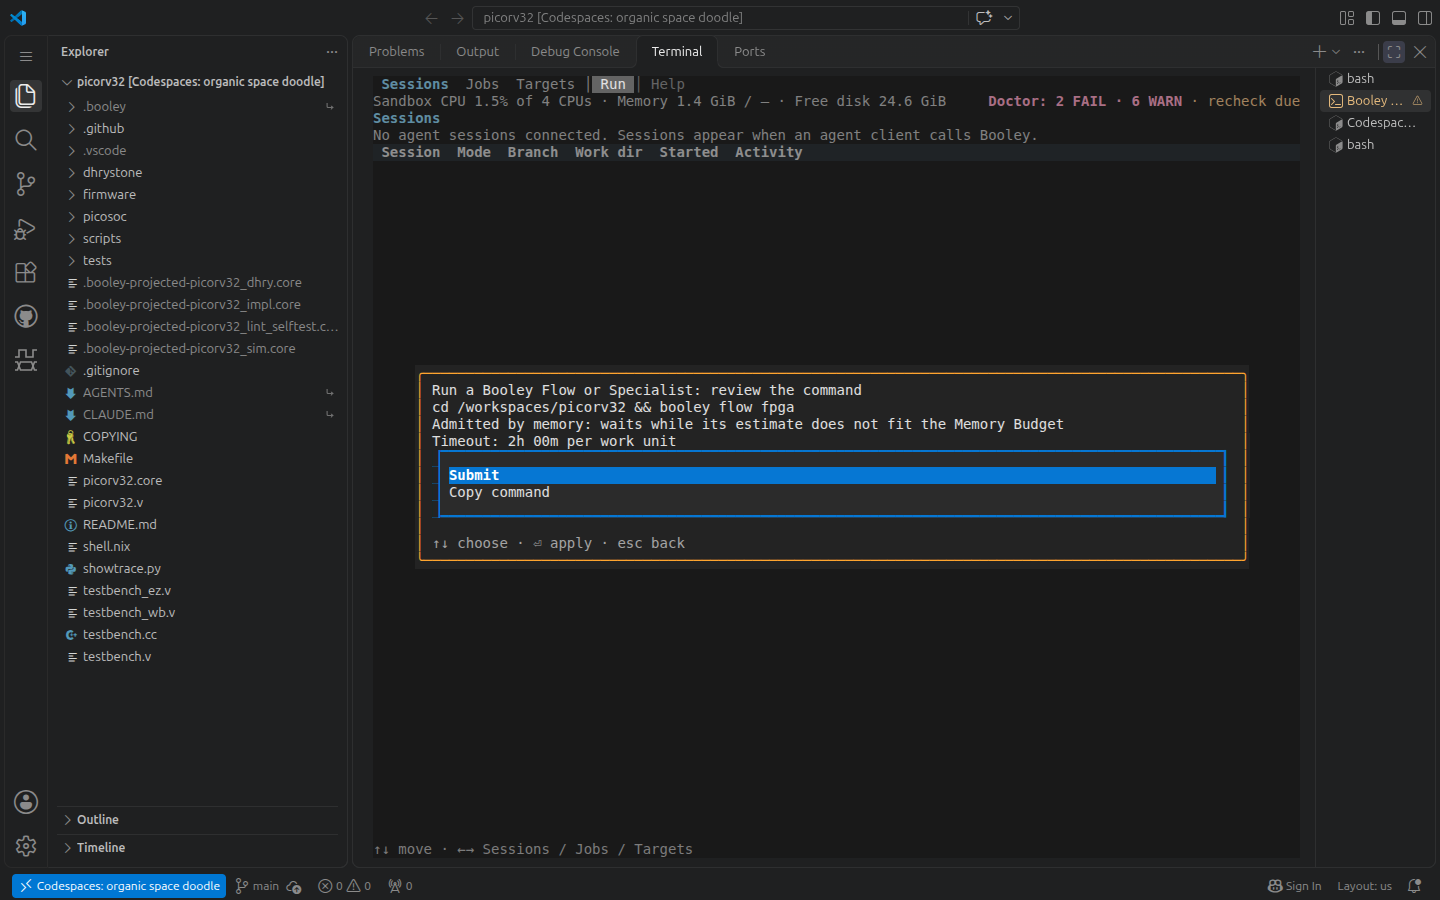 picorv32 [Codespaces: organic space doodle]
Explorer
picorv32 [Codespaces: organic space doodle]
.booley
.github
.vscode
dhrystone
firmware
picosoc
scripts
tests
.booley-projected-picorv32_dhry.core
.booley-projected-picorv32_impl.core
.booley-projected-picorv32_lint_selftest.c...
.booley-projected-picorv32_sim.core
.gitignore
AGENTS.md
CLAUDE.md
COPYING
Makefile
picorv32.core
picorv32.v
README.md
shell.nix
showtrace.py
testbench_ez.v
testbench_wb.v
testbench.cc
testbench.v
Outline
Timeline
Problems Output Debug Console Terminal Ports
Sessions Jobs Targets | Run | Help
Sandbox CPU 1.5% of 4 CPUs · Memory 1.4 GiB / — · Free disk 24.6 GiB Doctor: 2 FAIL · 6 WARN · recheck due
Sessions
No agent sessions connected. Sessions appear when an agent client calls Booley.
Session Mode Branch Work dir Started Activity
Run a Booley Flow or Specialist: review the command
cd /workspaces/picorv32 && booley flow fpga
Admitted by memory: waits while its estimate does not fit the Memory Budget
Timeout: 2h 00m per work unit
Submit
Copy command
↑↓ choose · ⏎ apply · esc back
↑↓ move · ←→ Sessions / Jobs / Targets
bash
Booley ...
Codespac...
bash
Codespaces: organic space doodle
main
0 0
0
Sign In
Layout: us